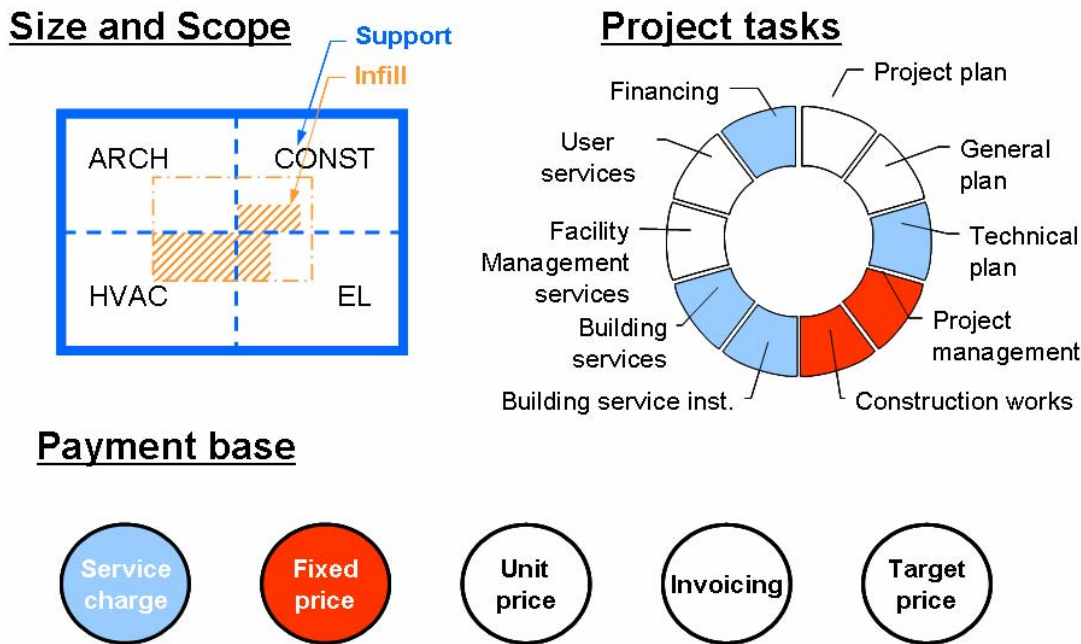 Size and Scope
Support
Infill
ARCH
CONST
HVAC
EL
Project tasks
Project plan
General
plan
Technical
plan
Project
management
Construction works
Building service inst.
Building
services
Facility
Management
services
User
services
Financing
Payment base
Service
charge
Fixed
price
Unit
price
Invoicing
Target
price